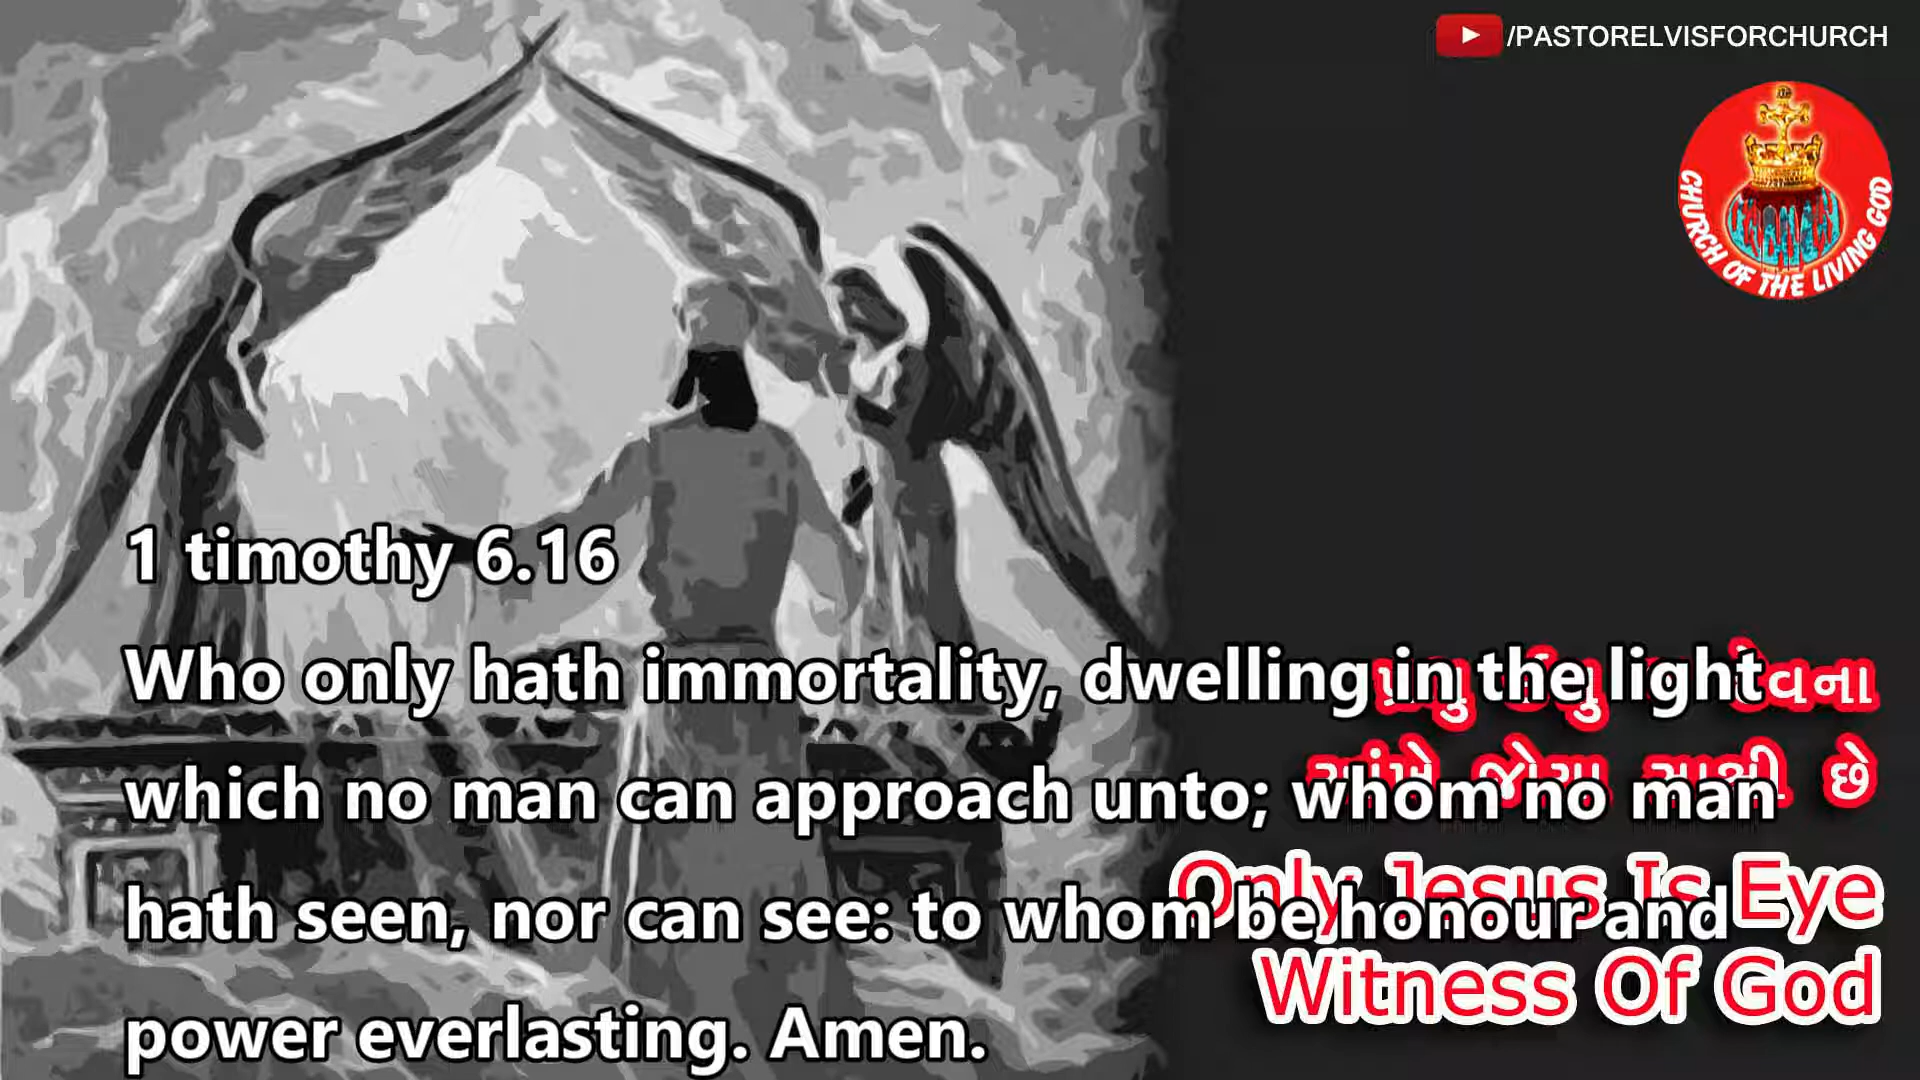 /PASTORELVISFORCHURCH
CHURCH OF THE LIVING GOD
1 timothy 6.16
Who only hath immortality, dwelling in the light
which no man can approach unto; whom no man
hath seen, nor can see: to whom be honour and
power everlasting. Amen.
છે
Only Jesus Is Eye
Witness Of God